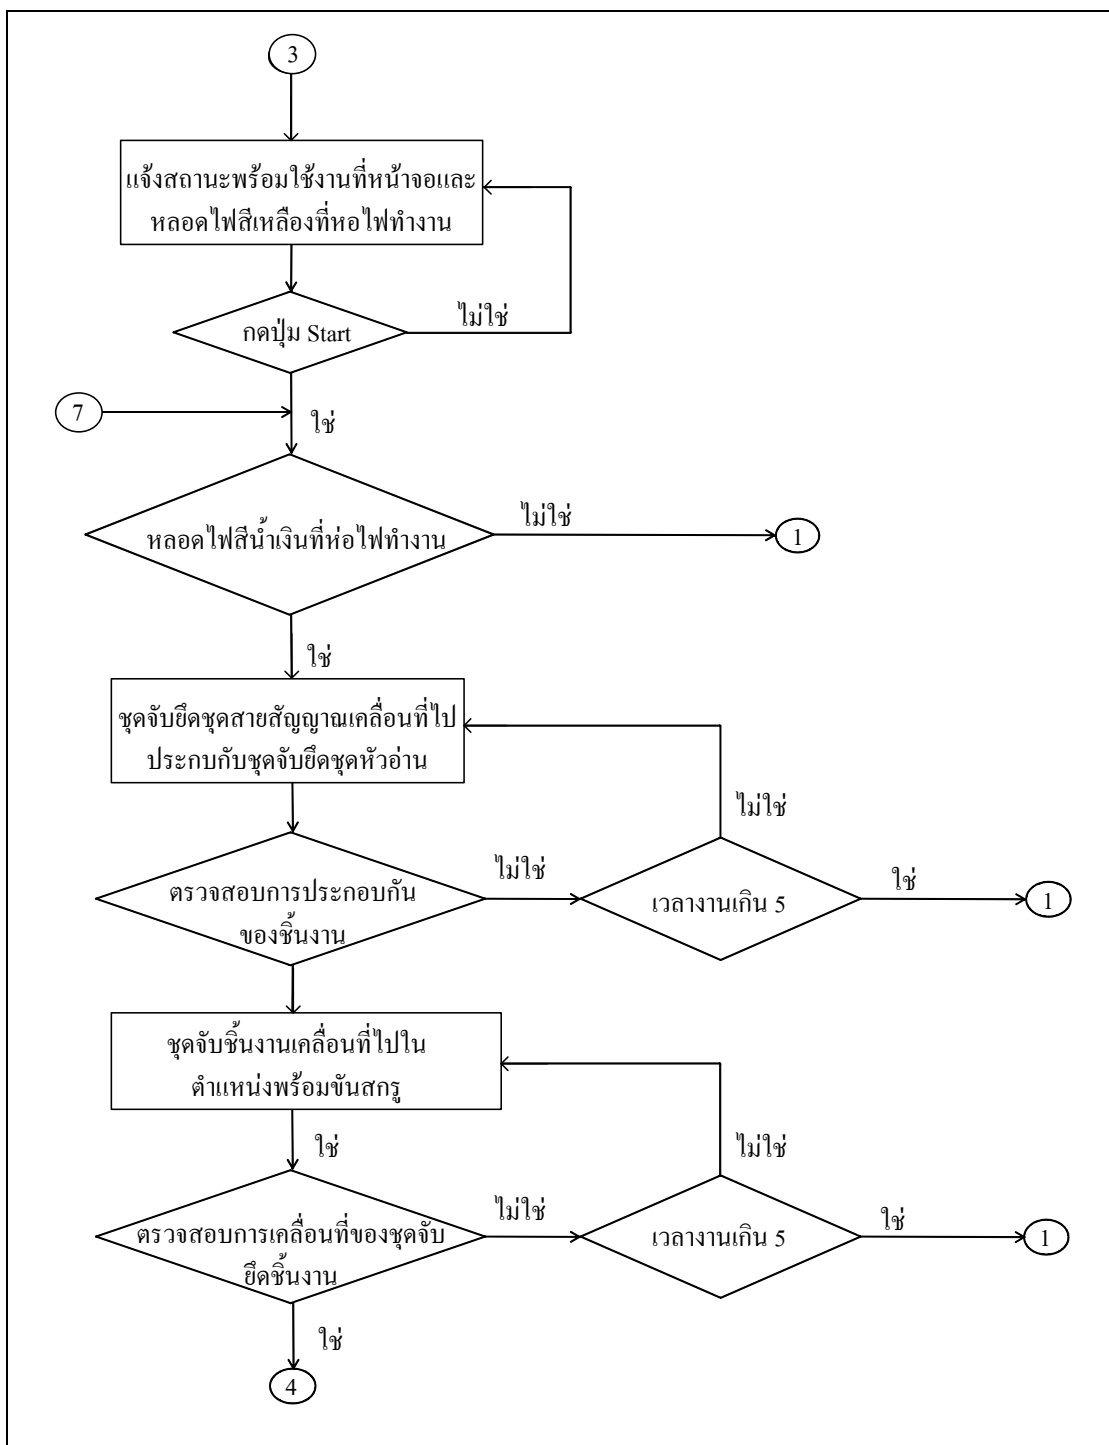 3
แจ้งสถานะพร้อมใช้งานที่หน้าจอและ
หลอดไฟสีเหลืองที่หอไฟทำงาน
ไม่ใช่
กดปุ่ม Start
7
ใช่
ไม่ใช่
หลอดไฟสีน้ำเงินที่ห่อไฟทำงาน
1
ใช่
ชุดจับยึดชุดสายสัญญาณเคลื่อนที่ไป
ประกบกับชุดจับยึดชุดหัวอ่าน
ไม่ใช่
ไม่ใช่
ใช่
ตรวจสอบการประกอบกัน
ของชิ้นงาน
เวลางานเกิน 5
1
ชุดจับชิ้นงานเคลื่อนที่ไปใน
ตำแหน่งพร้อมขันสกรู
ใช่
ไม่ใช่
ไม่ใช่
ใช่
ตรวจสอบการเคลื่อนที่ของชุดจับ
ยึดชิ้นงาน
เวลางานเกิน 5
1
ใช่
4